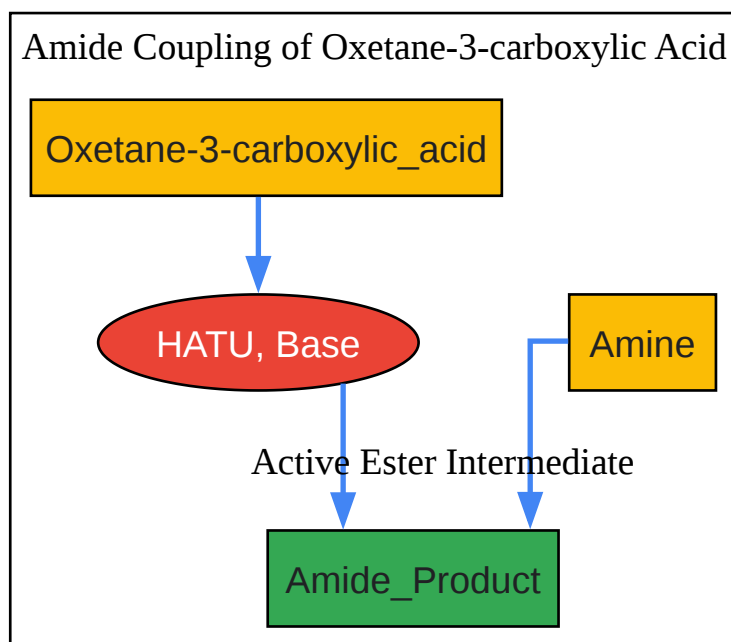 Amide Coupling of Oxetane-3-carboxylic Acid
Oxetane-3-carboxylic_acid
HATU, Base
Amine
Active Ester Intermediate
Amide_Product